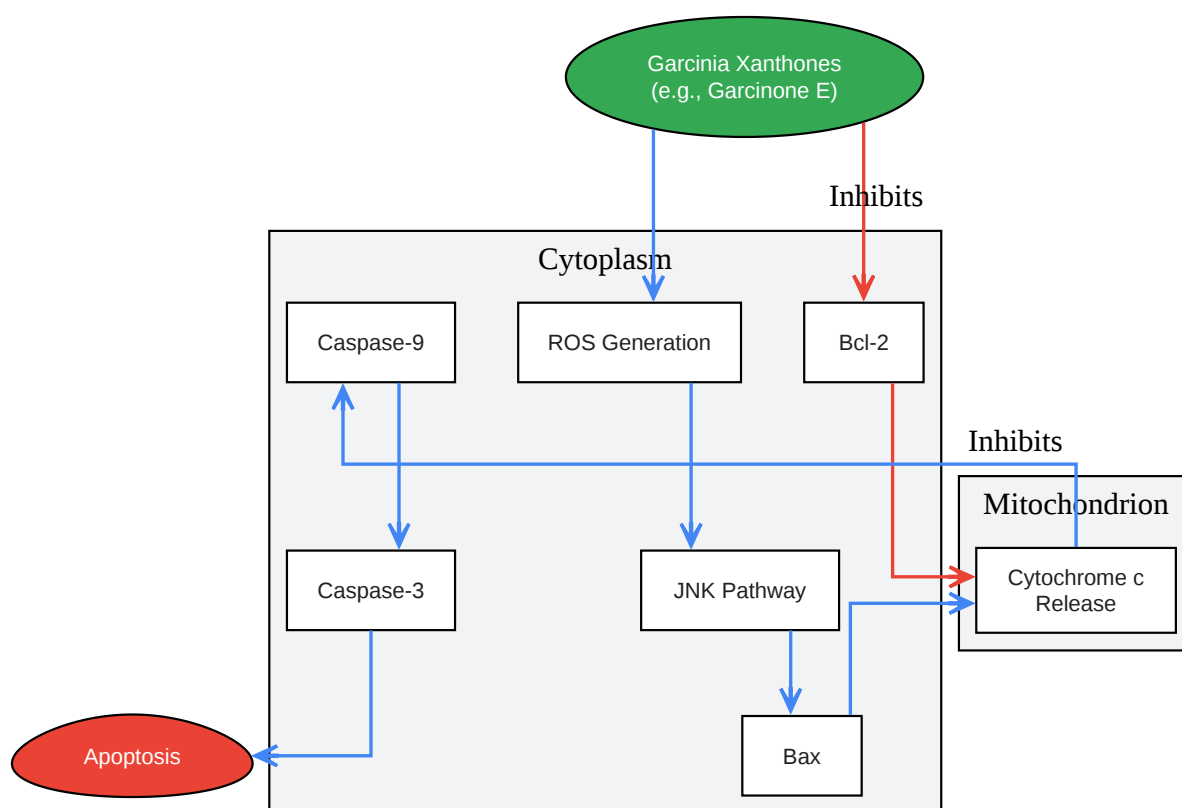 Garcinia Xanthones
(e.g., Garcinone E)
Inhibits
Cytoplasm
Caspase-9
ROS Generation
Bcl-2
Inhibits
Mitochondrion
Caspase-3
JNK Pathway
Cytochrome c
Release
Apoptosis
Bax